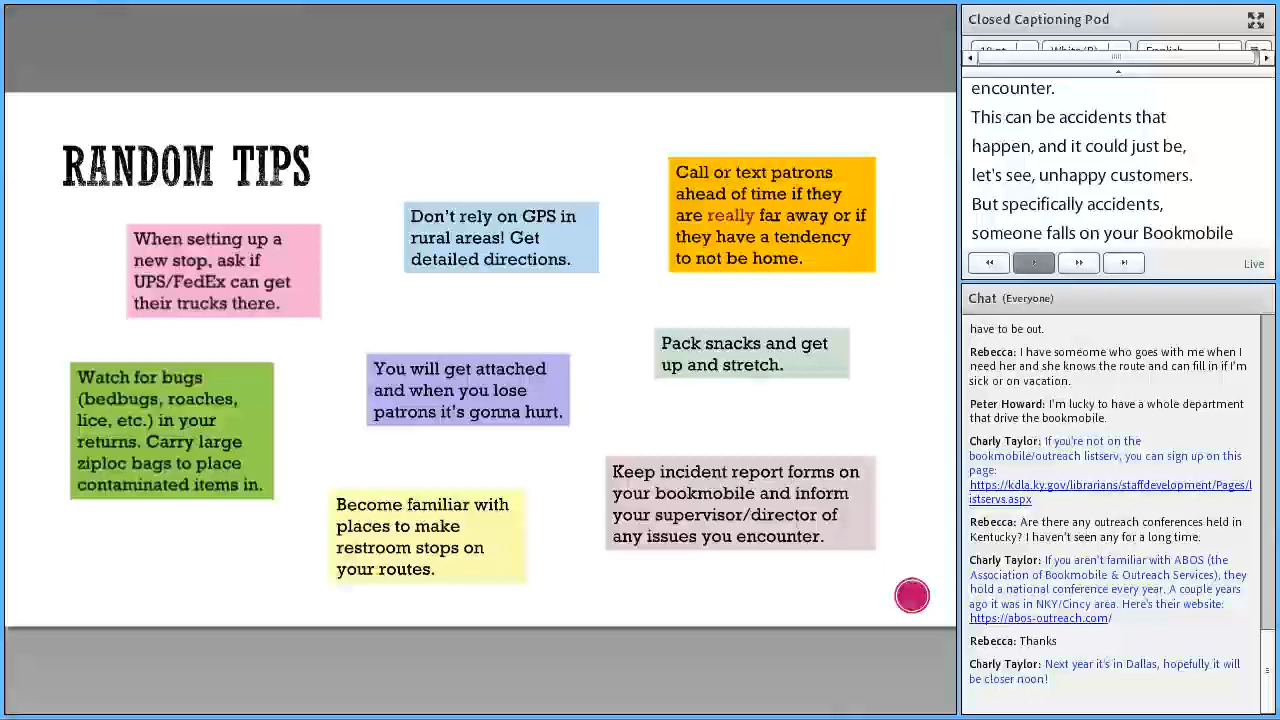 RANDOM TIPS
When setting up a
new stop, ask if
UPS/FedEx can get
their trucks there.
Don't rely on GPS in
rural areas! Get
detailed directions.
Call or text patrons
ahead of time if they
are really far away or if
they have a tendency
to not be home.
Watch for bugs
(bedbugs, roaches,
lice, etc.) in your
returns. Carry large
ziploc bags to place
contaminated items in.
You will get attached
and when you lose
patrons it's gonna hurt.
Pack snacks and get
up and stretch.
Become familiar with
places to make
restroom stops on
your routes.
Keep incident report forms on
your bookmobile and inform
your supervisor/director of
any issues you encounter.
Closed Captioning Pod
English
encounter.
This can be accidents that
happen, and it could just be,
let's see, unhappy customers.
But specifically accidents,
someone falls on your Bookmobile
Live
Chat (Everyone)
have to be out.
Rebecca: I have someone who goes with me when I
need her and she knows the route and can fill in if I'm
sick or on vacation.
Peter Howard: I'm lucky to have a whole department
that drive the bookmobile.
Charly Taylor: If you're not on the
bookmobile/outreach listserv, you can sign up on this
page:
https://kdla.ky.gov/librarians/staffdevelopment/Pages/l
istservs.aspx
Rebecca: Are there any outreach conferences held in
Kentucky? I haven't seen any for a long time.
Charly Taylor: If you aren't familiar with ABOS (the
Association of Bookmobile & Outreach Services), they
hold a national conference every year. A couple years
ago it was in NKY/Cincy area. Here's their website:
https://abos-outreach.com/
Rebecca: Thanks
Charly Taylor: Next year it's in Dallas, hopefully it will
be closer noon!